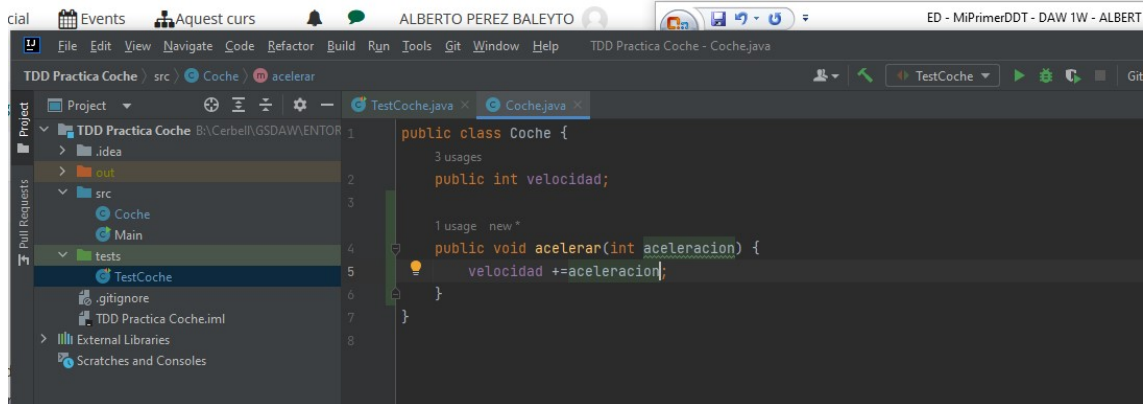 cial Events Aquest curs ALBERTO PEREZ BALEYTO ED - MiPrimerDDT - DAW 1W - ALBERT
File Edit View Navigate Code Refactor Build Run Tools Git Window Help TDD Practica Coche - Coche.java
TDD Practica Coche src Coche acelerar TestCoche Git
Project Project TestCoche.java Coche.java
TDD Practica Coche B:\Cerbell\GSDAW\ENTOR 1 public class Coche {
.idea 3 usages
out 2 public int velocidad;
src 3
Coche 1 usage new *
Pull Requests Main 4 public void acelerar(int aceleracion) {
tests
TestCoche 5 velocidad +=aceleracion;
.gitignore 6 }
TDD Practica Coche.iml 7 }
External Libraries 8
Scratches and Consoles